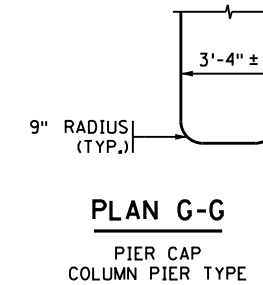 3'-4" ±
9" RADIUS
(TYP.)
PLAN G-G
PIER CAP
COLUMN PIER TYPE